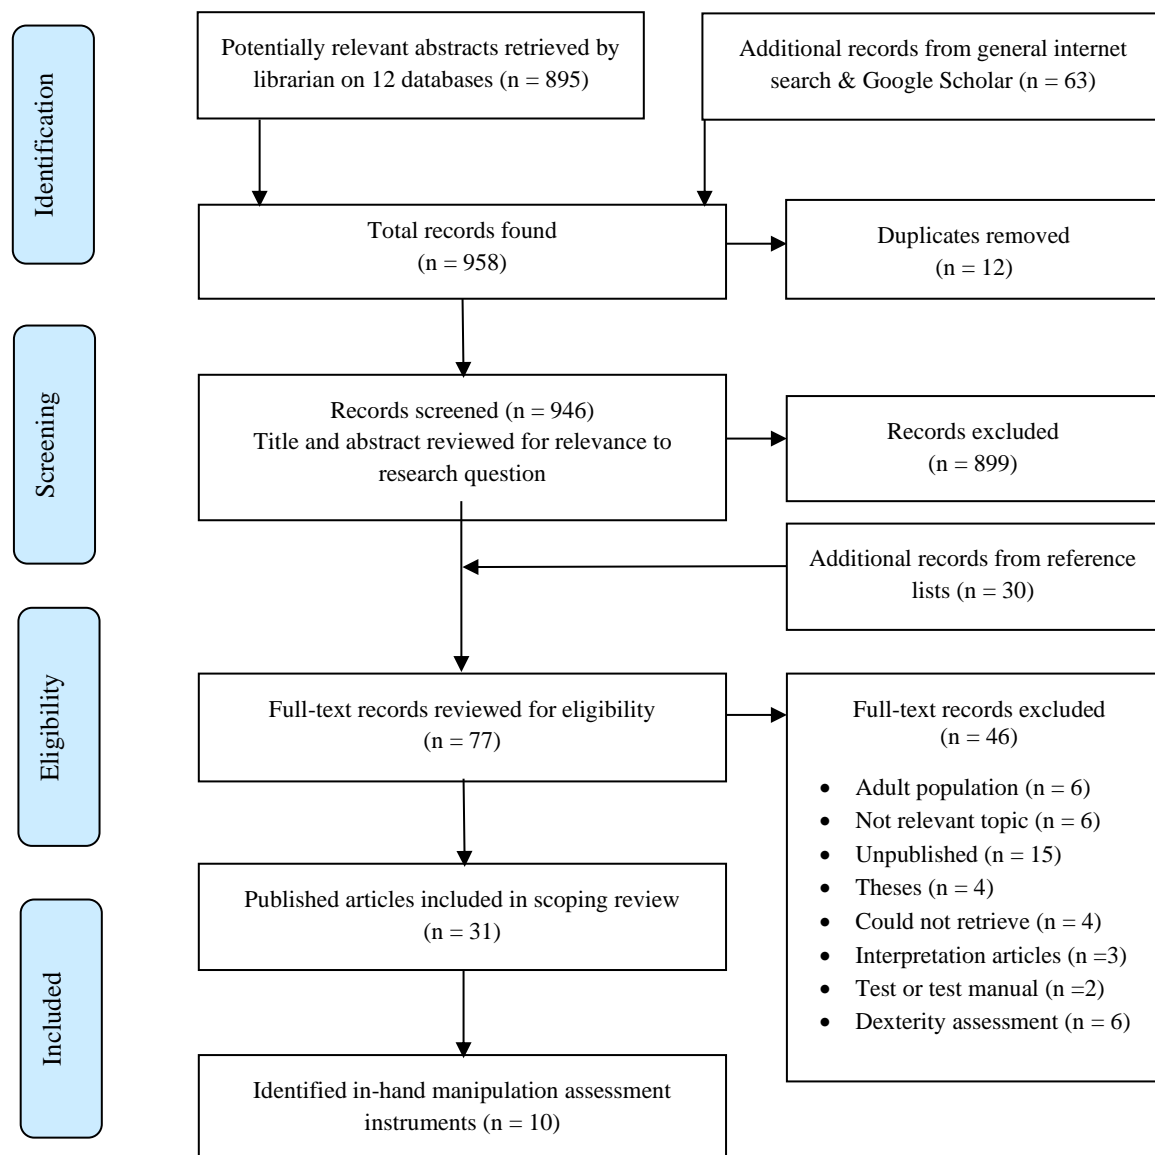 Identification
Potentially relevant abstracts retrieved by
librarian on 12 databases (n = 895)
Additional records from general internet
search & Google Scholar (n = 63)
Total records found
(n = 958)
Duplicates removed
(n = 12)
Screening
Records screened (n = 946)
Title and abstract reviewed for relevance to
research question
Records excluded
(n = 899)
Additional records from reference
lists (n = 30)
Eligibility
Full-text records reviewed for eligibility
(n = 77)
Full-text records excluded
(n = 46)
• Adult population (n = 6)
• Not relevant topic (n = 6)
• Unpublished (n = 15)
• Theses (n = 4)
• Could not retrieve (n = 4)
• Interpretation articles (n =3)
• Test or test manual (n =2)
• Dexterity assessment (n = 6)
Included
Published articles included in scoping review
(n = 31)
Identified in-hand manipulation assessment
instruments (n = 10)